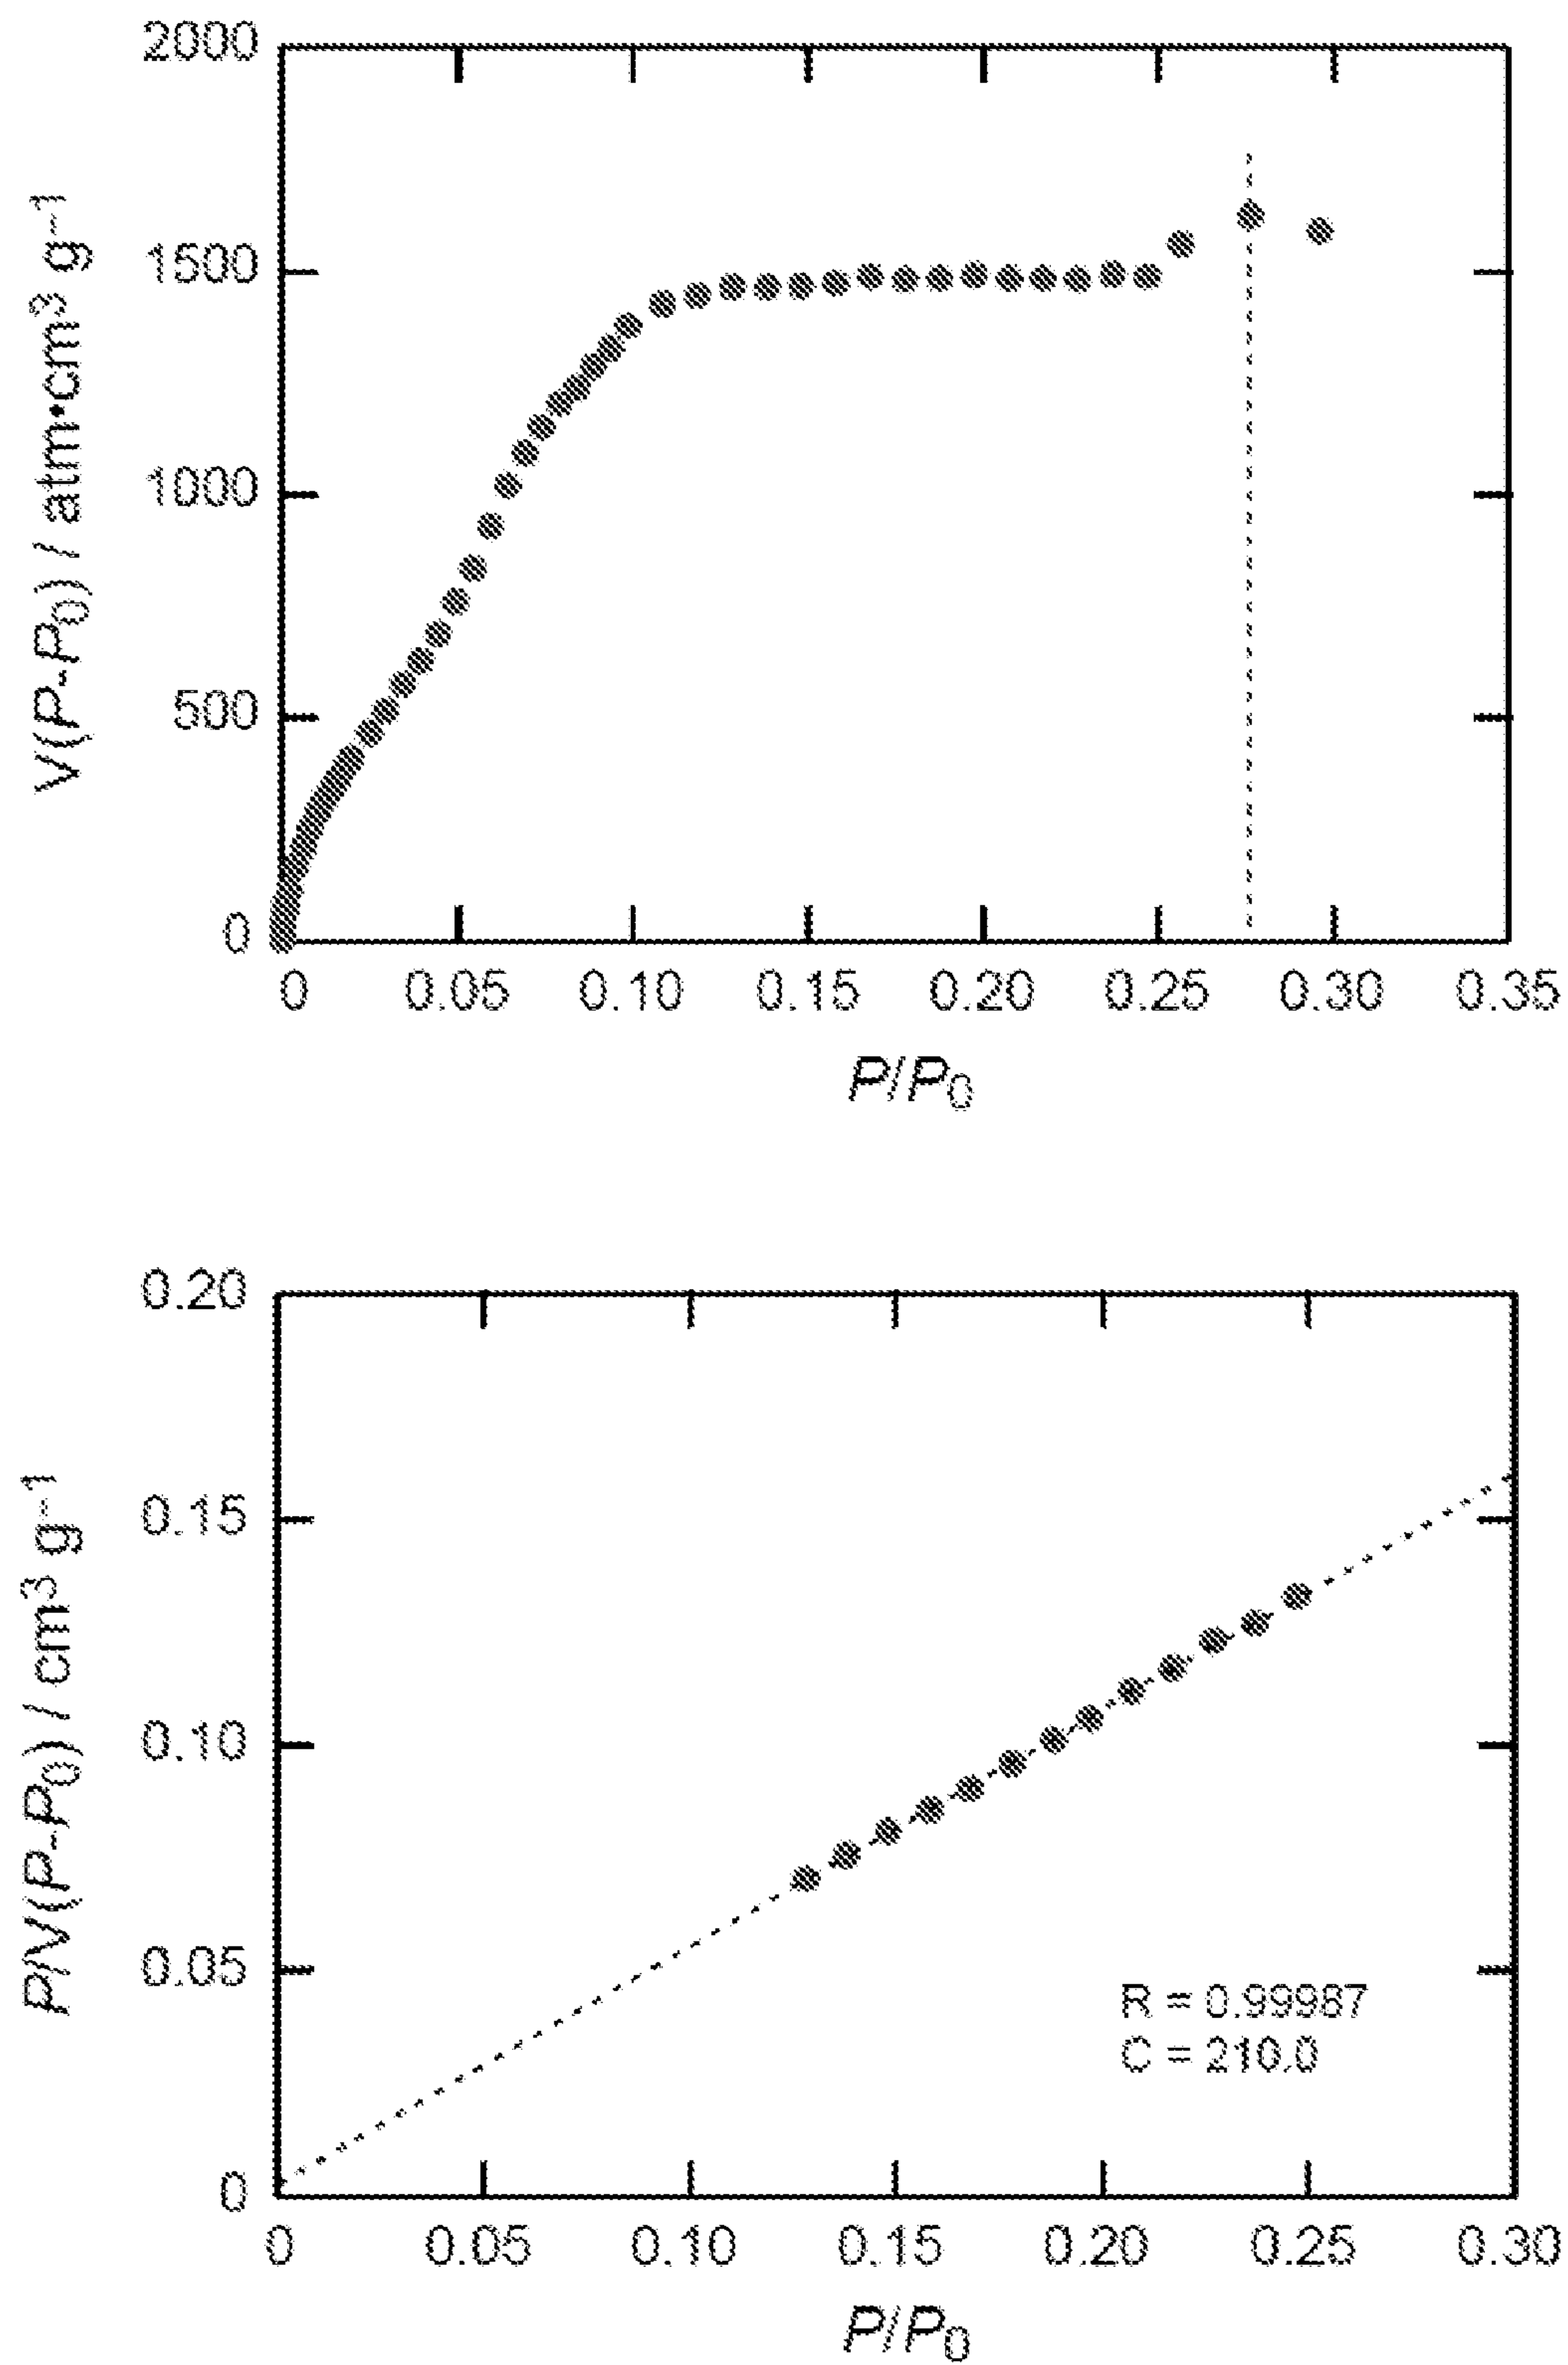 2000
1500
1000
500
0
V(P-P₀) / atm•cm³ g⁻¹
0 0.05 0.10 0.15 0.20 0.25 0.30 0.35
P/P₀
0.20
0.15
0.10
0.05
0
P/V(P-P₀) / cm³ g⁻¹
R = 0.99987
C = 210.0
0 0.05 0.10 0.15 0.20 0.25 0.30
P/P₀